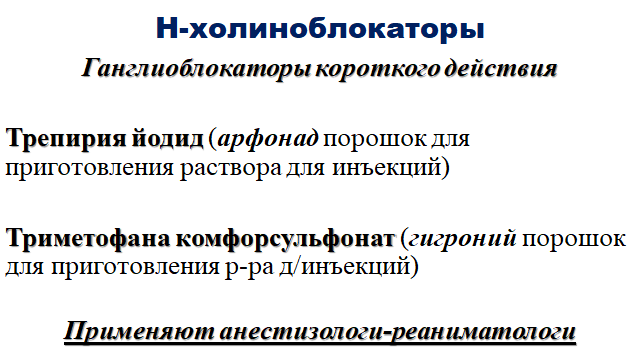 Н-холиноблокаторы
Ганглиоблокаторы короткого действия
Трепирия йодид (арфонад порошок для
приготовления раствора для инъекций)
Триметофана комфорсульфонат (гигроний порошок
для приготовления р-ра д/инъекций)
Применяют анестизологи-реаниматологи